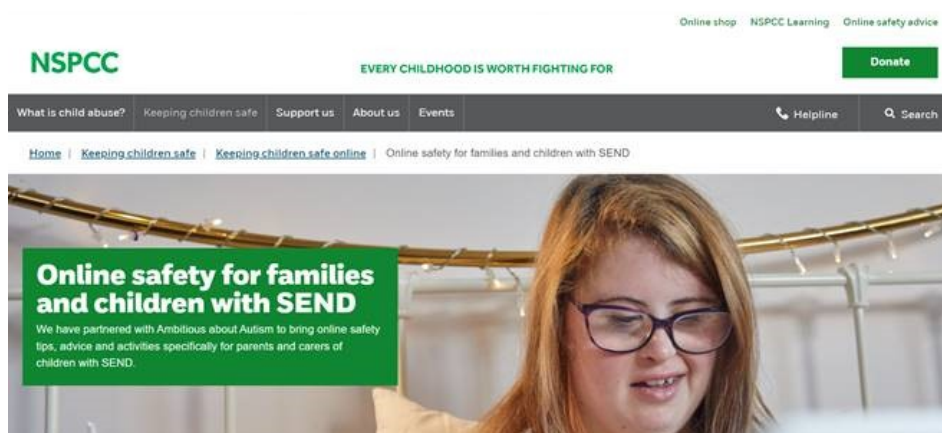 Online shop NSPCC Learning Online safety advice
NSPCC
EVERY CHILDHOOD IS WORTH FIGHTING FOR
Donate
What is child abuse? Keeping children safe Support us About us Events Helpline Search
Home | Keeping children safe | Keeping children safe online | Online safety for families and children with SEND
Online safety for families
and children with SEND
We have partnered with Ambitious about Autism to bring online safety
tips, advice and activities specifically for parents and carers of
children with SEND.